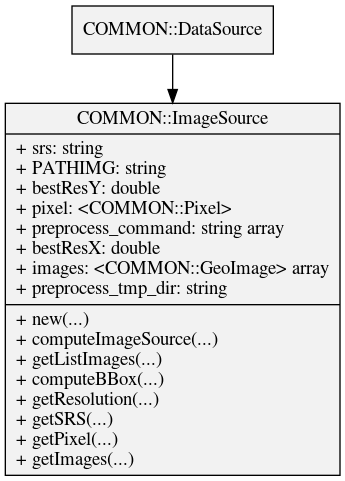 COMMON::DataSource
COMMON::ImageSource
+ srs: string
+ PATHIMG: string
+ bestResY: double
+ pixel: <COMMON::Pixel>
+ preprocess_command: string array
+ bestResX: double
+ images: <COMMON::GeoImage> array
+ preprocess_tmp_dir: string
+ new(...)
+ computeImageSource(...)
+ getListImages(...)
+ computeBBox(...)
+ getResolution(...)
+ getSRS(...)
+ getPixel(...)
+ getImages(...)